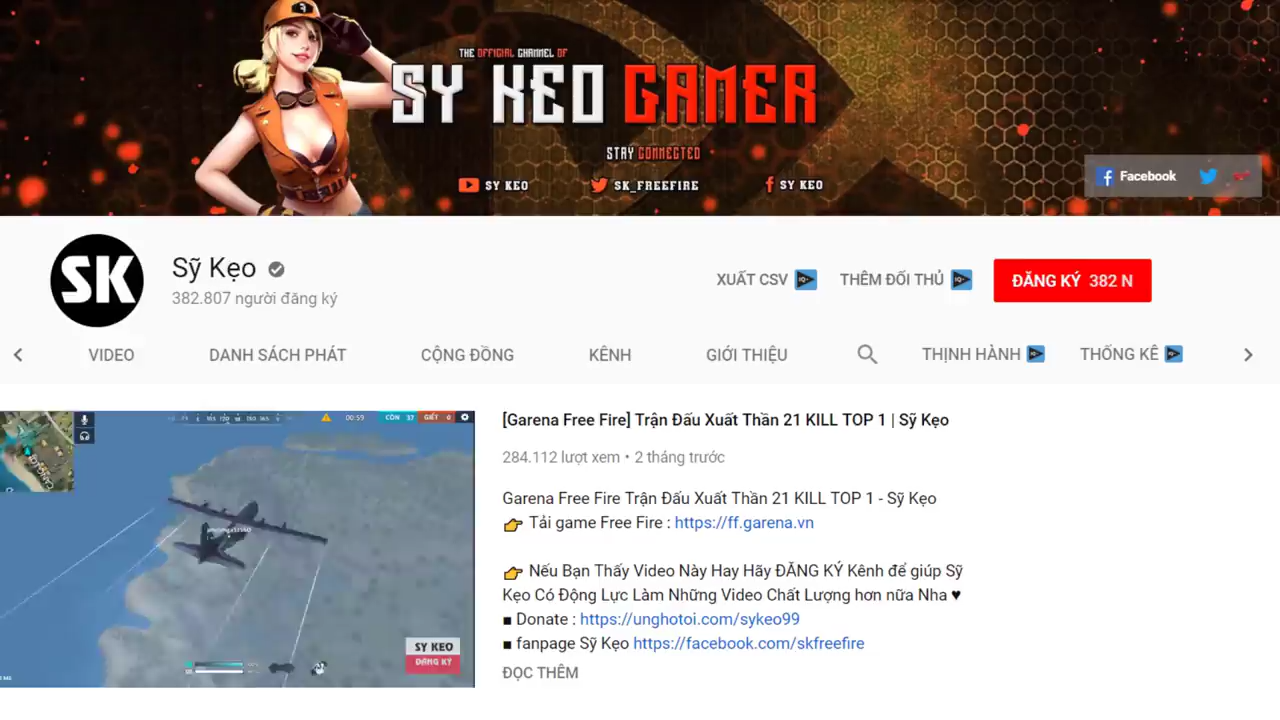 THE OFFICIAL CHANNEL OF
SY KEO GAMER
STAY CONNECTED
SY KEO
SK_FREEFIRE
SY KEO
Facebook
SK
Sỹ Kẹo
382.807 người đăng ký
XUẤT CSV
THÊM ĐỐI THỦ
ĐĂNG KÝ 382 N
VIDEO
DANH SÁCH PHÁT
CỘNG ĐỒNG
KÊNH
GIỚI THIỆU
THỊNH HÀNH
THỐNG KÊ
00:59
CÒN 37
GIẾT 0
SY KEO
ĐĂNG KÝ
[Garena Free Fire] Trận Đấu Xuất Thần 21 KILL TOP 1 | Sỹ Kẹo
284.112 lượt xem • 2 tháng trước
Garena Free Fire Trận Đấu Xuất Thần 21 KILL TOP 1 - Sỹ Kẹo
👉 Tải game Free Fire : https://ff.garena.vn
👉 Nếu Bạn Thấy Video Này Hay Hãy ĐĂNG KÝ Kênh để giúp Sỹ
Kẹo Có Động Lực Làm Những Video Chất Lượng hơn nữa Nha ♥
■ Donate : https://unghotoi.com/sykeo99
■ fanpage Sỹ Kẹo https://facebook.com/skfreefire
ĐỌC THÊM